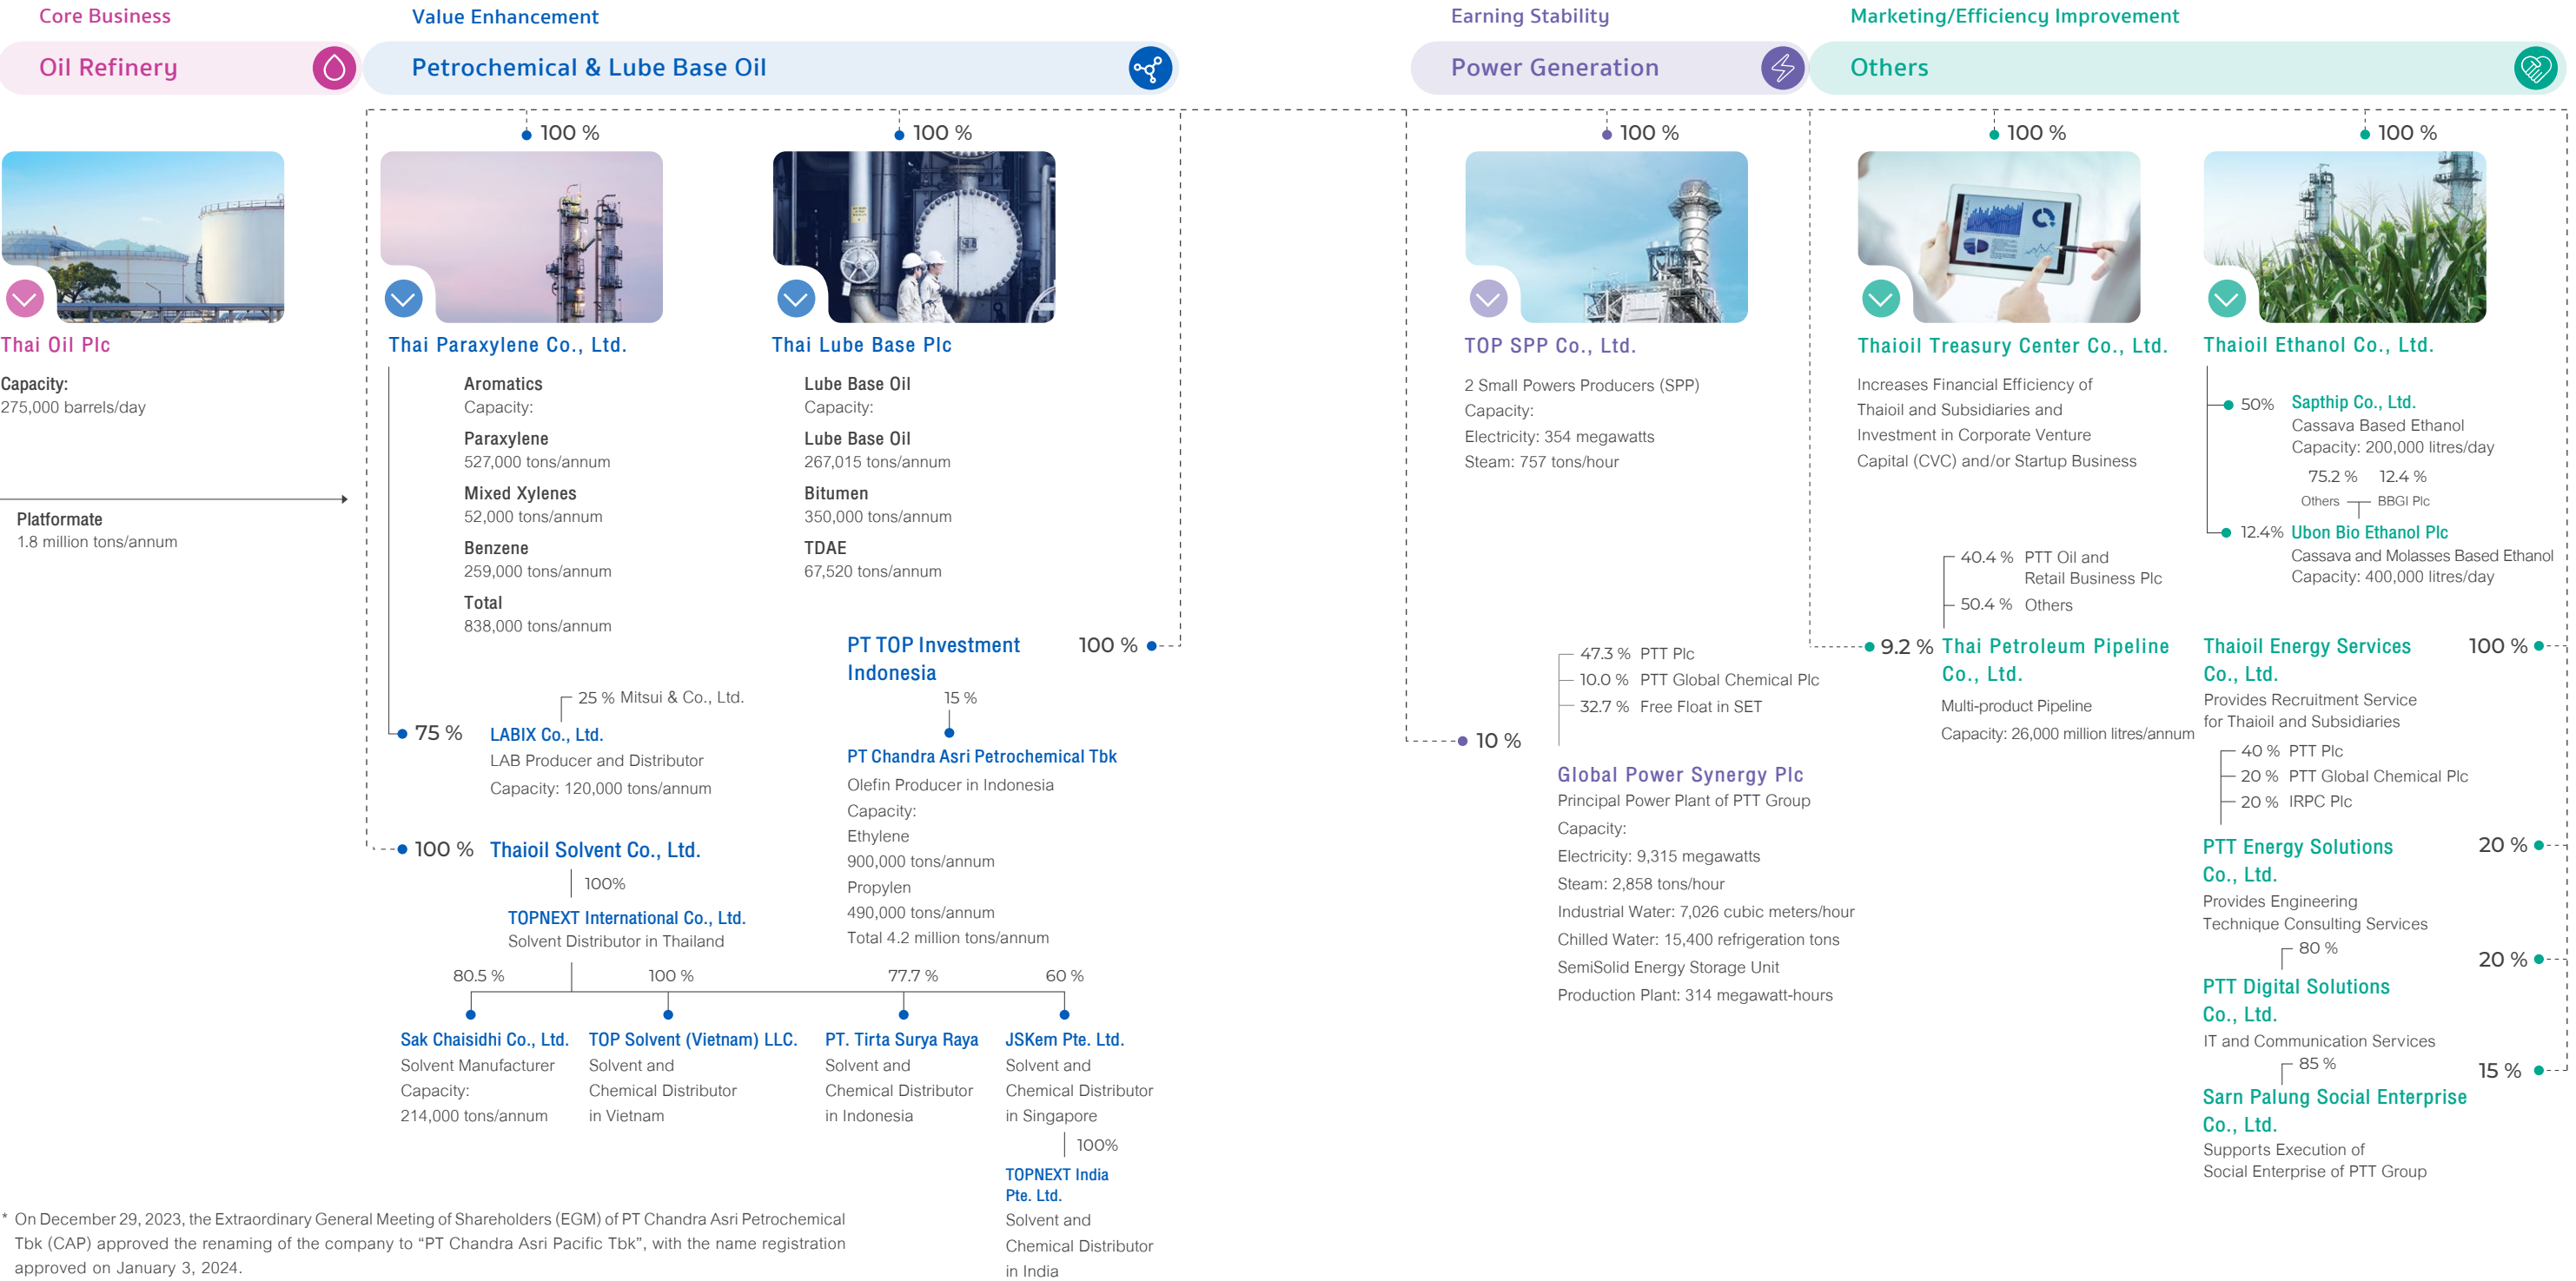 Core Business
Oil Refinery
Thai Oil Plc
Capacity:
275,000 barrels/day
Platformate
1.8 million tons/annum
Value Enhancement
Petrochemical & Lube Base Oil
100 %
Thai Paraxylene Co., Ltd.
Aromatics
Capacity:
Paraxylene
527,000 tons/annum
Mixed Xylenes
52,000 tons/annum
Benzene
259,000 tons/annum
Total
838,000 tons/annum
25 % Mitsui & Co., Ltd.
75 % LABIX Co., Ltd.
LAB Producer and Distributor
Capacity: 120,000 tons/annum
100 %
Thai Lube Base Plc
Lube Base Oil
Capacity:
Lube Base Oil
267,015 tons/annum
Bitumen
350,000 tons/annum
TDAE
67,520 tons/annum
PT TOP Investment 100 %
Indonesia
15 %
PT Chandra Asri Petrochemical Tbk
Olefin Producer in Indonesia
Capacity:
Ethylene
900,000 tons/annum
Propylen
490,000 tons/annum
Total 4.2 million tons/annum
100 % Thaioil Solvent Co., Ltd.
100%
TOPNEXT International Co., Ltd.
Solvent Distributor in Thailand
80.5 %
Sak Chaisidhi Co., Ltd.
Solvent Manufacturer
Capacity:
214,000 tons/annum
100 %
TOP Solvent (Vietnam) LLC.
Solvent and
Chemical Distributor
in Vietnam
77.7 %
PT. Tirta Surya Raya
Solvent and
Chemical Distributor
in Indonesia
60 %
JSKem Pte. Ltd.
Solvent and
Chemical Distributor
in Singapore
100%
TOPNEXT India
Pte. Ltd.
Solvent and
Chemical Distributor
in India
Earning Stability
Power Generation
100 %
TOP SPP Co., Ltd.
2 Small Powers Producers (SPP)
Capacity:
Electricity: 354 megawatts
Steam: 757 tons/hour
47.3 % PTT Plc
10.0 % PTT Global Chemical Plc
32.7 % Free Float in SET
10 %
Global Power Synergy Plc
Principal Power Plant of PTT Group
Capacity:
Electricity: 9,315 megawatts
Steam: 2,858 tons/hour
Industrial Water: 7,026 cubic meters/hour
Chilled Water: 15,400 refrigeration tons
SemiSolid Energy Storage Unit
Production Plant: 314 megawatt-hours
Marketing/Efficiency Improvement
Others
100 %
Thaioil Treasury Center Co., Ltd.
Increases Financial Efficiency of
Thaioil and Subsidiaries and
Investment in Corporate Venture
Capital (CVC) and/or Startup Business
40.4 % PTT Oil and
Retail Business Plc
50.4 % Others
9.2 % Thai Petroleum Pipeline
Co., Ltd.
Multi-product Pipeline
Capacity: 26,000 million litres/annum
100 %
Thaioil Ethanol Co., Ltd.
50% Sapthip Co., Ltd.
Cassava Based Ethanol
Capacity: 200,000 litres/day
75.2 % 12.4 %
Others BBGI Plc
12.4% Ubon Bio Ethanol Plc
Cassava and Molasses Based Ethanol
Capacity: 400,000 litres/day
Thaioil Energy Services 100 %
Co., Ltd.
Provides Recruitment Service
for Thaioil and Subsidiaries
40 % PTT Plc
20 % PTT Global Chemical Plc
20 % IRPC Plc
PTT Energy Solutions 20 %
Co., Ltd.
Provides Engineering
Technique Consulting Services
80 %
20 %
PTT Digital Solutions
Co., Ltd.
IT and Communication Services
85 %
15 %
Sarn Palung Social Enterprise
Co., Ltd.
Supports Execution of
Social Enterprise of PTT Group
* On December 29, 2023, the Extraordinary General Meeting of Shareholders (EGM) of PT Chandra Asri Petrochemical
Tbk (CAP) approved the renaming of the company to “PT Chandra Asri Pacific Tbk”, with the name registration
approved on January 3, 2024.